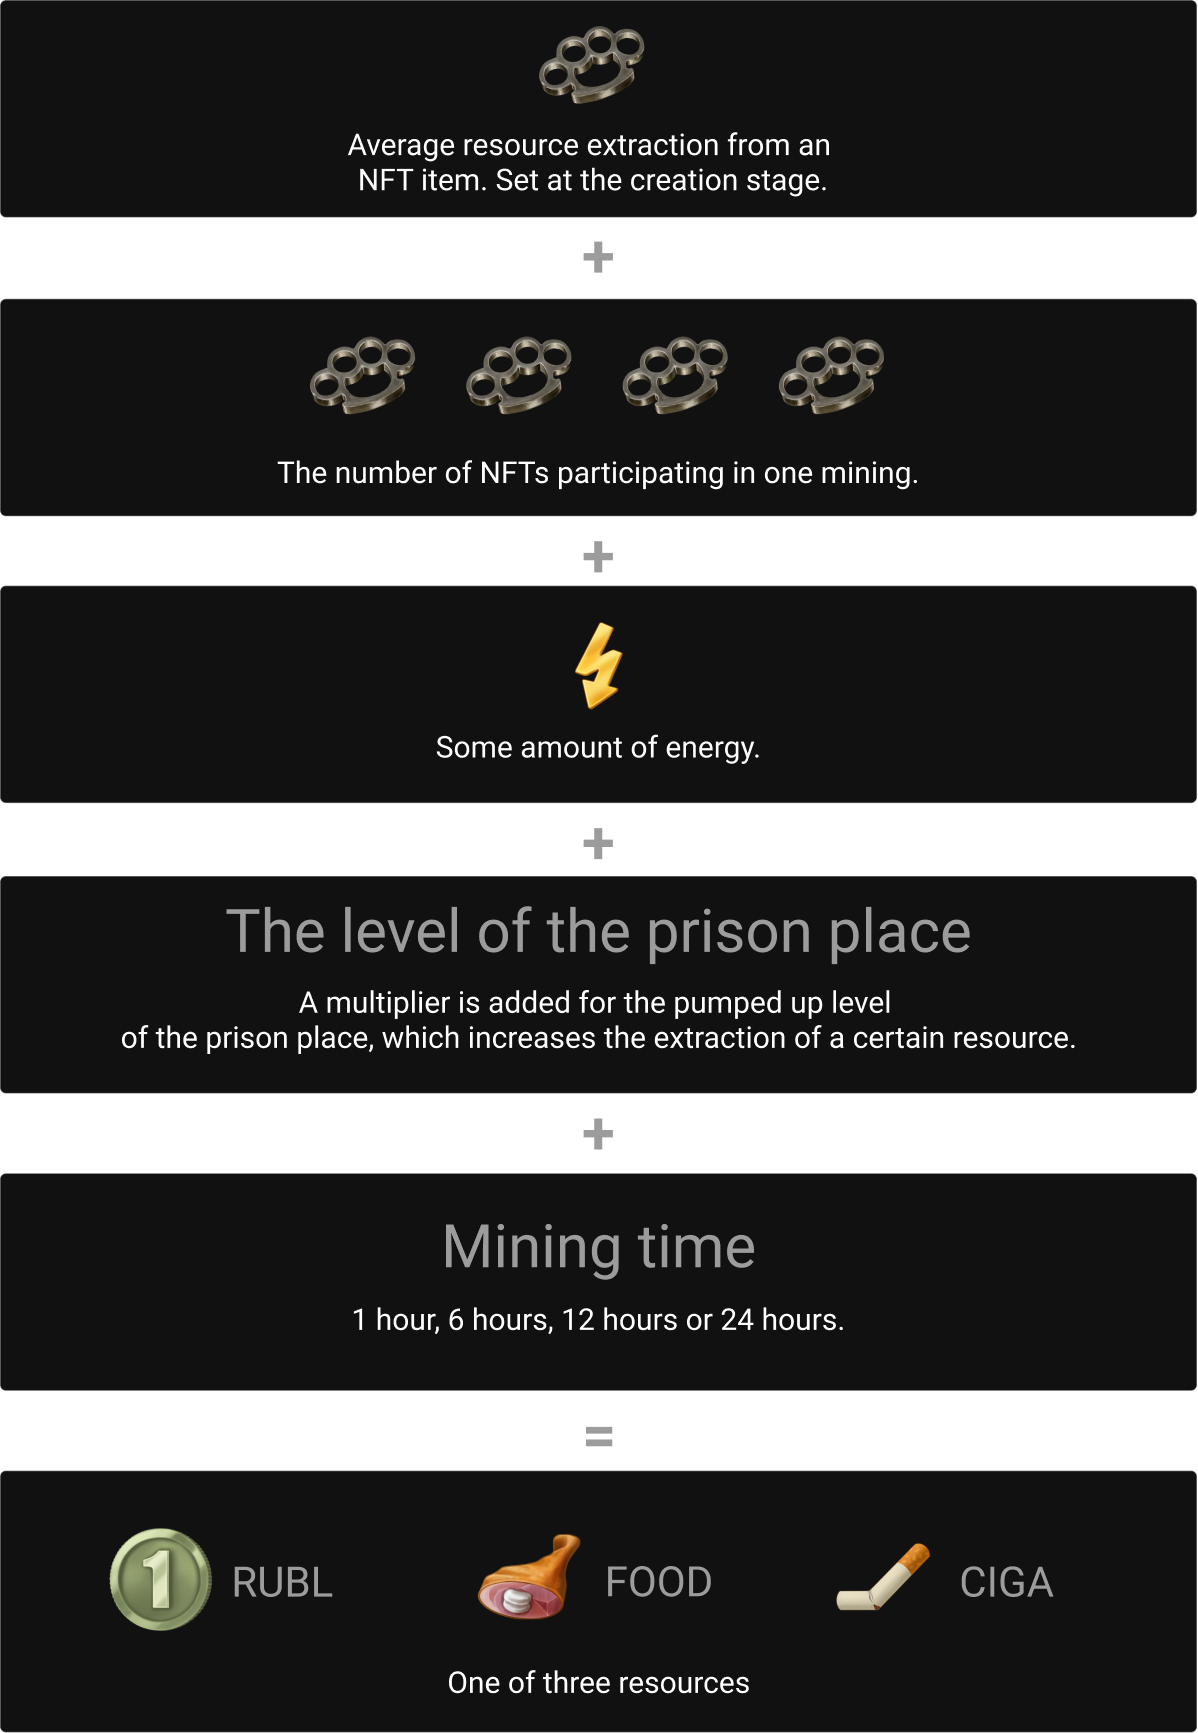 Average resource extraction from an
NFT item. Set at the creation stage.
+
The number of NFTs participating in one mining.
+
Some amount of energy.
+
The level of the prison place
A multiplier is added for the pumped up level
of the prison place, which increases the extraction of a certain resource.
+
Mining time
1 hour, 6 hours, 12 hours or 24 hours.
=
1 RUBL FOOD CIGA
One of three resources